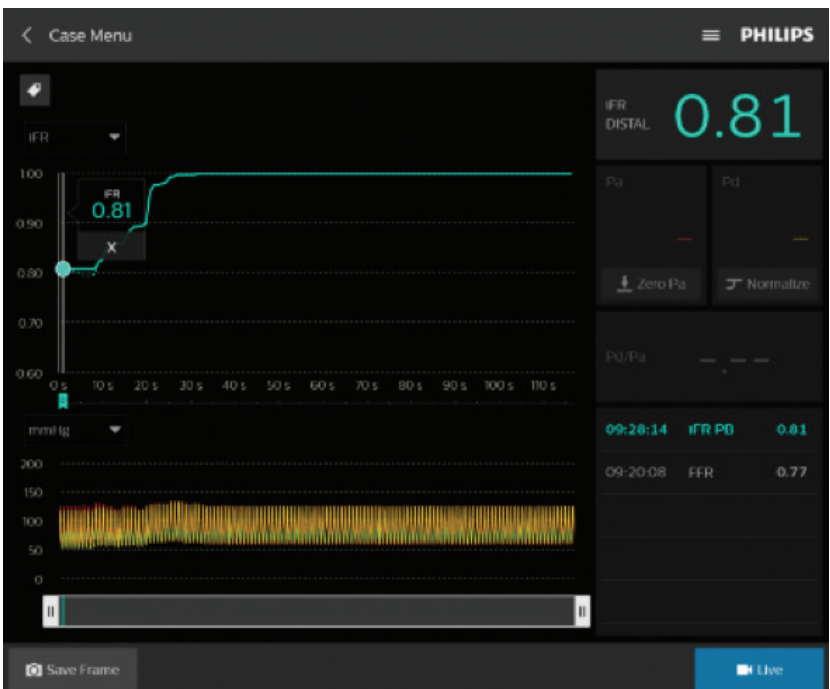 Case Menu
PHILIPS
iFR
DISTAL
0.81
iFR
1.00
0.90
0.80
0.70
0.60
iFR
0.81
X
0 s 10 s 20 s 30 s 40 s 50 s 60 s 70 s 80 s 90 s 100 s 110 s
Pa
Pd
Zero Pa
Normalize
Pd/Pa
mmHg
200
150
100
50
0
09:28:14 iFR PB 0.81
09:20:08 FFR 0.77
Save Frame
Live